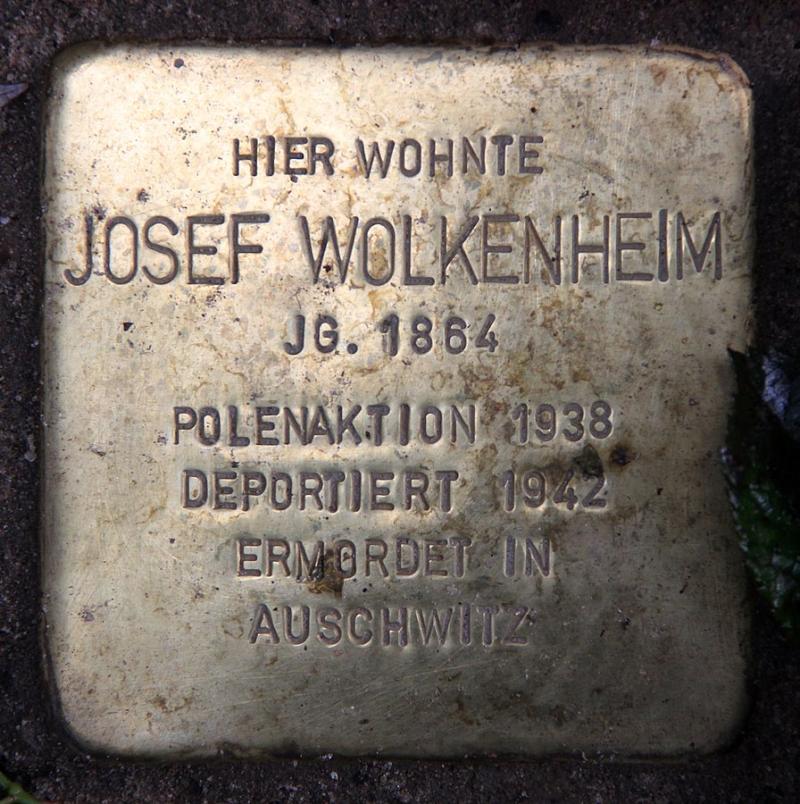 HIER WOHNTE
JOSEF WOLKENHEIM
JG. 1864
POLENAKTION 1938
DEPORTIERT 1942
ERMORDET IN
AUSCHWITZ